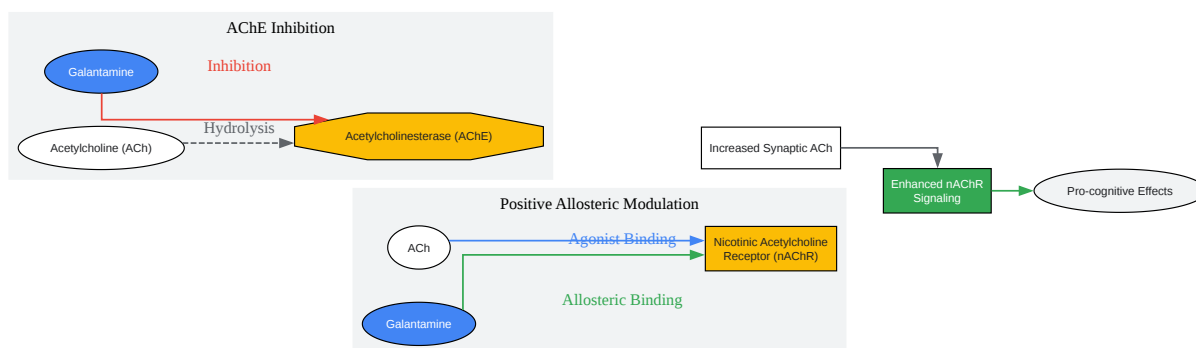 AChE Inhibition
Galantamine
Inhibition
Hydrolysis
Acetylcholinesterase (AChE)
Acetylcholine (ACh)
Increased Synaptic ACh
Enhanced nAChR
Signaling
Pro-cognitive Effects
Positive Allosteric Modulation
ACh
Agonist Binding
Nicotinic Acetylcholine
Receptor (nAChR)
Allosteric Binding
Galantamine